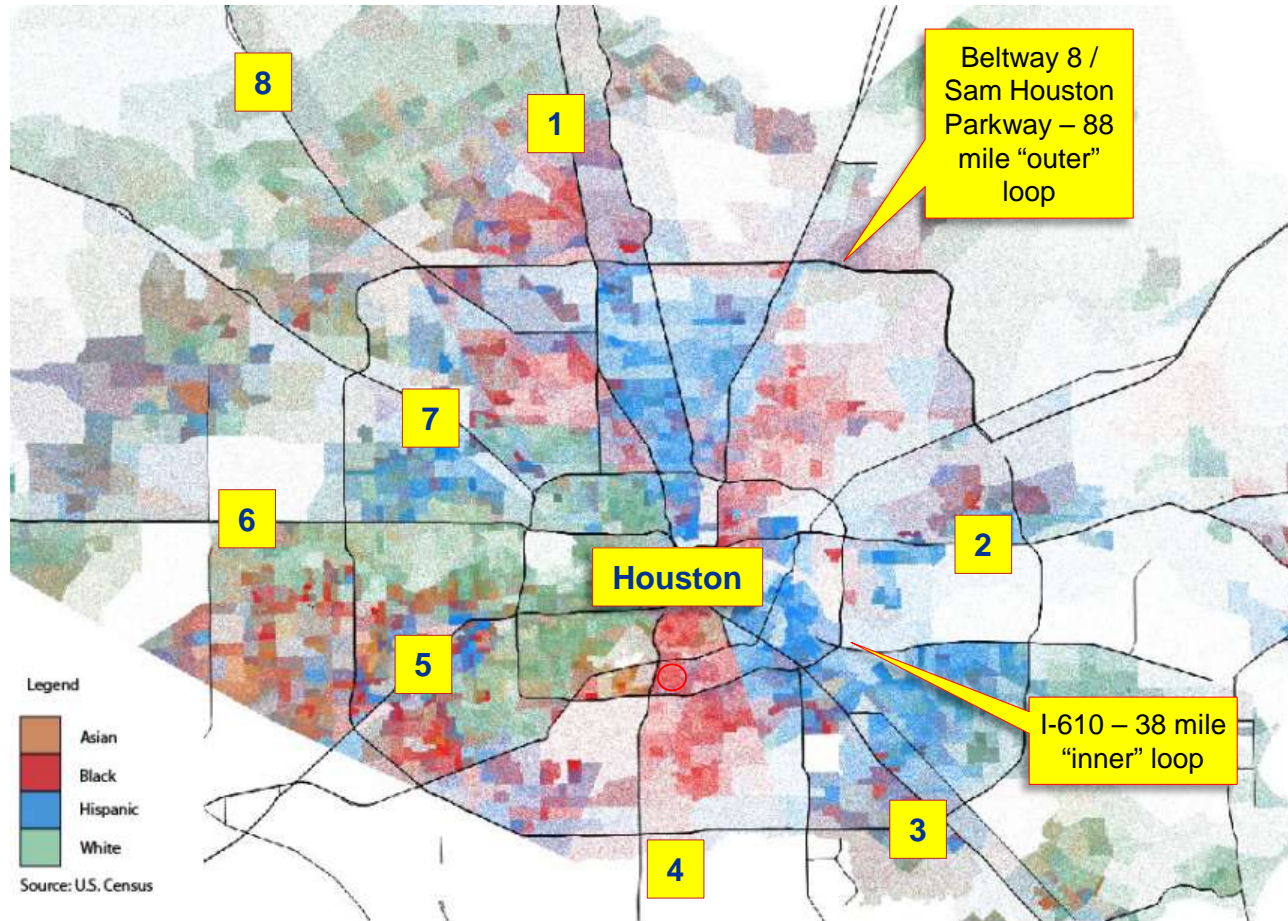 8
1
Beltway 8 /
Sam Houston
Parkway – 88
mile “outer”
loop
7
6
2
Houston
5
I-610 – 38 mile
“inner” loop
3
4
Legend
Asian
Black
Hispanic
White
Source: U.S. Census